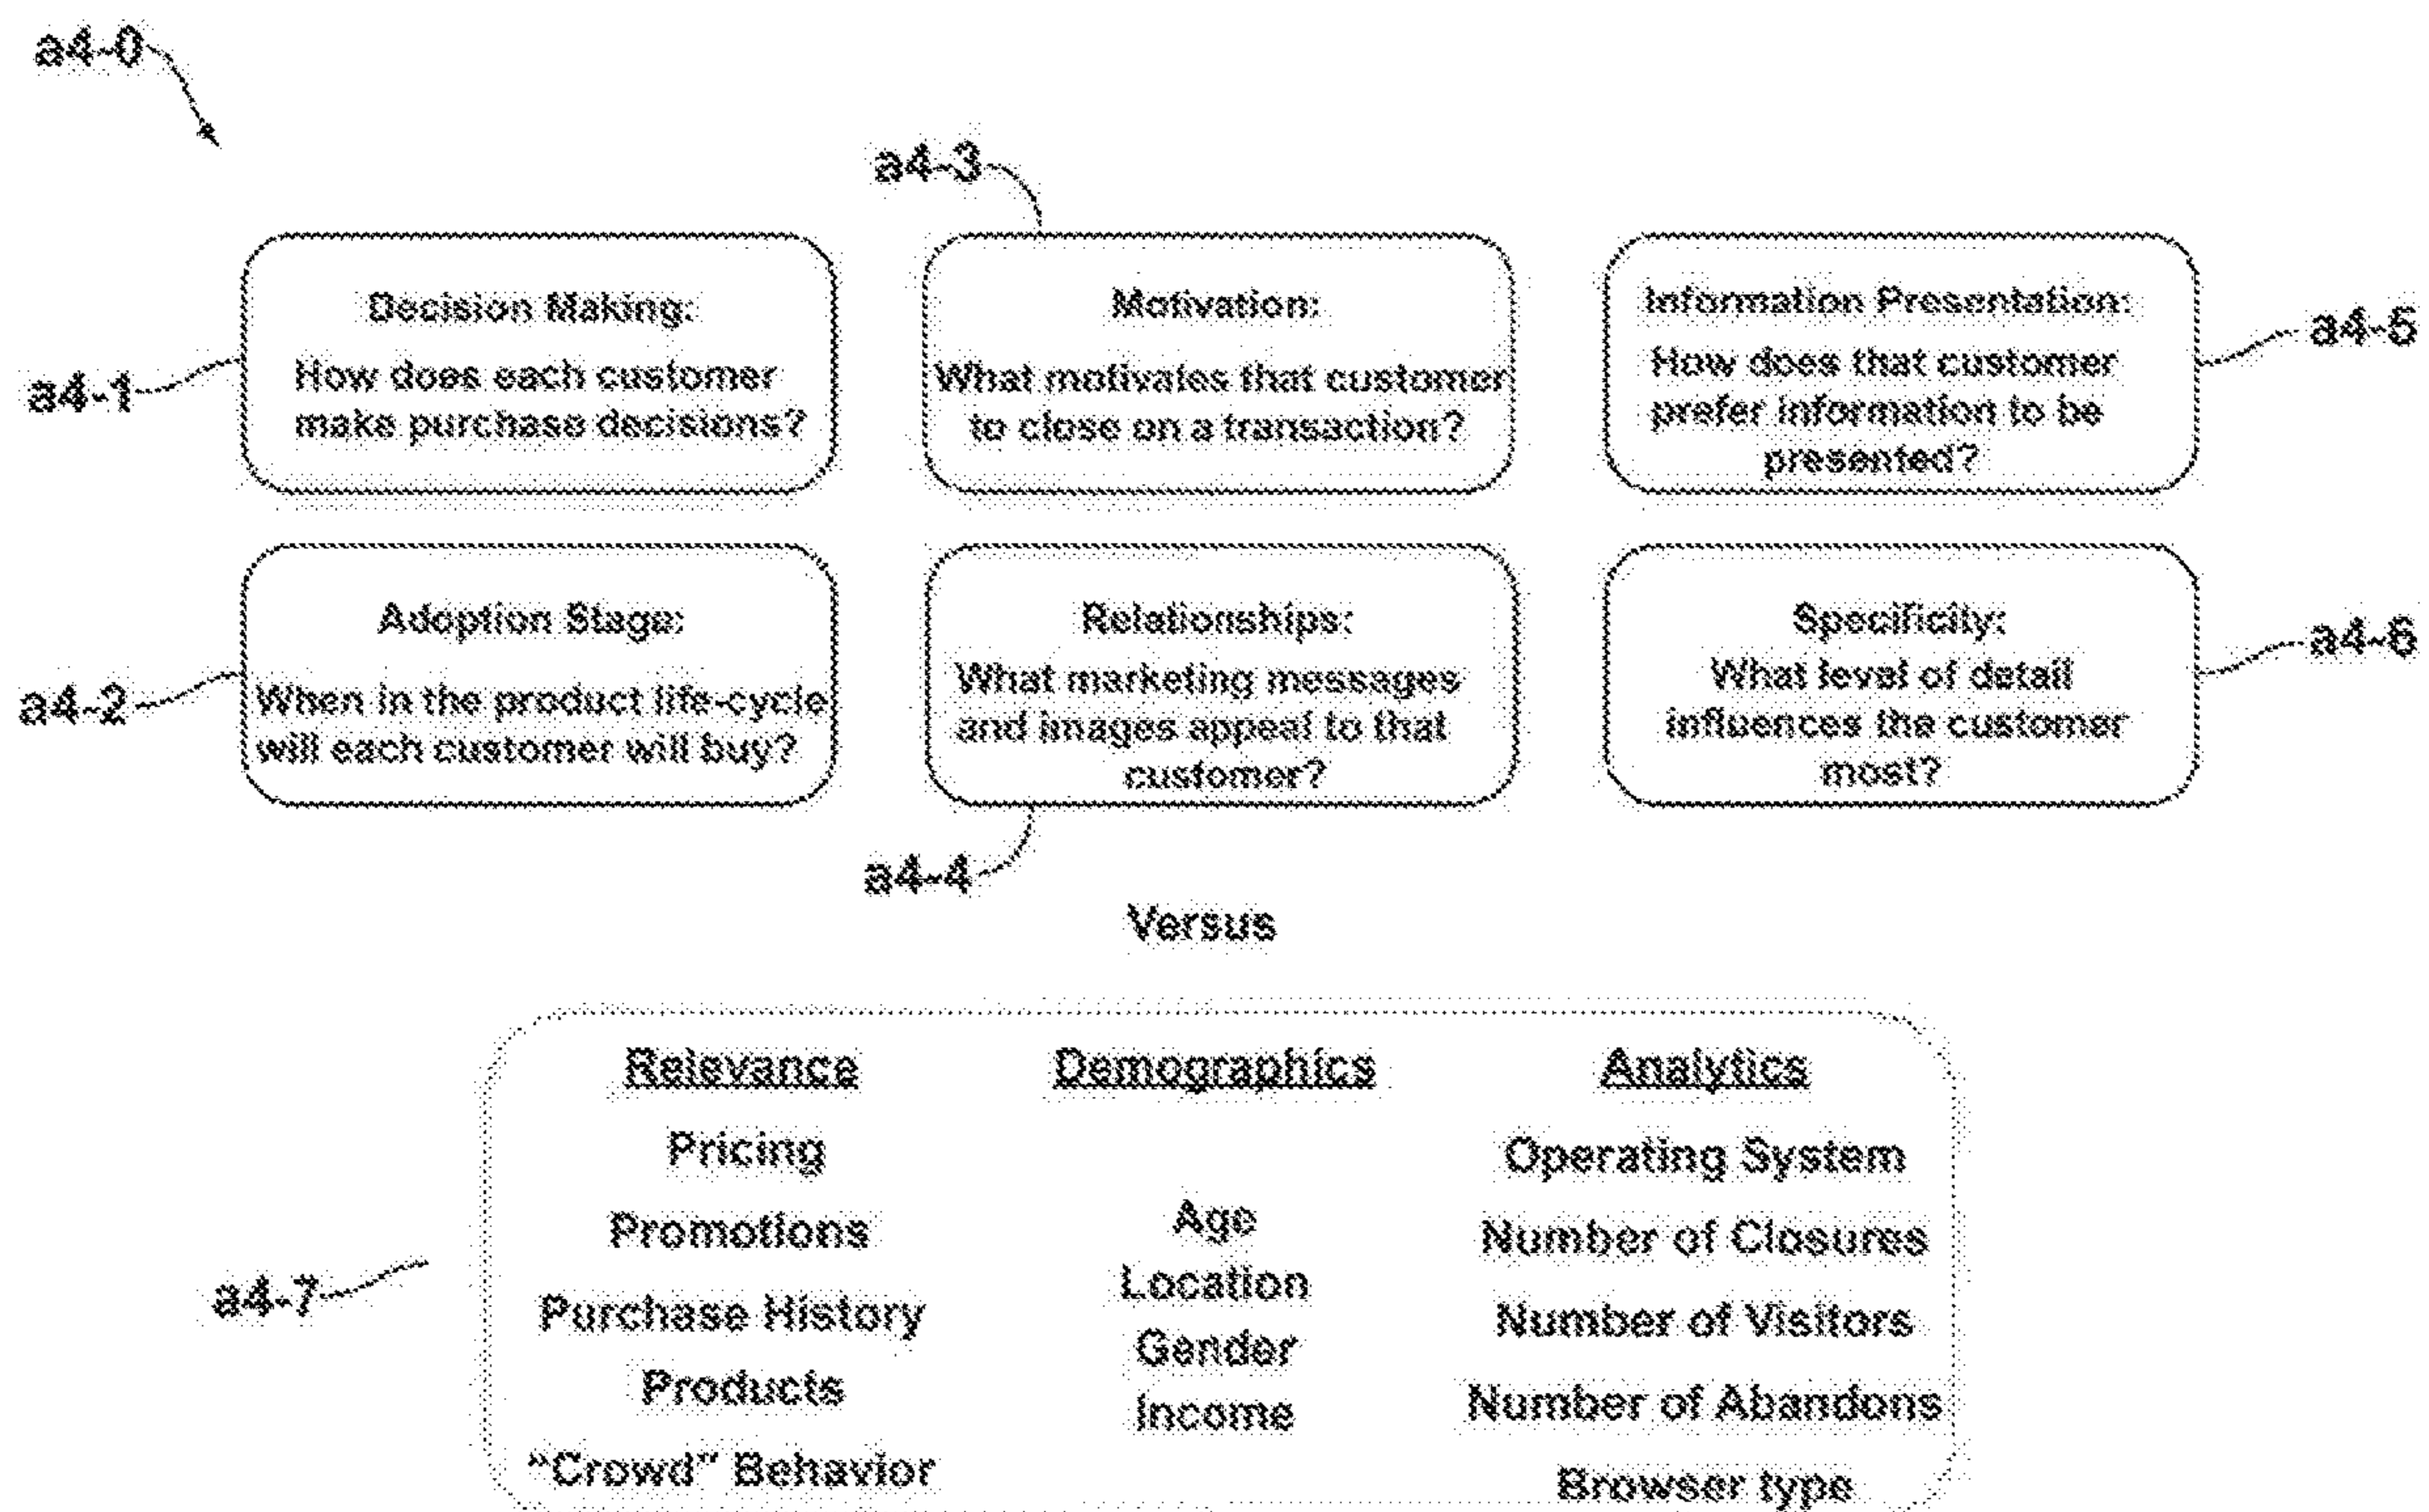 a4-0
a4-3
Decision Making:
How does each customer
make purchase decisions?
a4-1
Motivation:
What motivates that customer
to close on a transaction?
Information Presentation:
How does that customer
prefer information to be
presented?
a4-5
Adoption Stage:
When in the product life-cycle
will each customer will buy?
a4-2
Relationships:
What marketing messages
and images appeal to that
customer?
a4-4
Specificity:
What level of detail
influences the customer
most?
a4-6
Versus
Relevance
Pricing
Promotions
Purchase History
Products
"Crowd" Behavior
Demographics
Age
Location
Gender
Income
Analytics
Operating System
Number of Closures
Number of Visitors
Number of Abandons
Browser type
a4-7